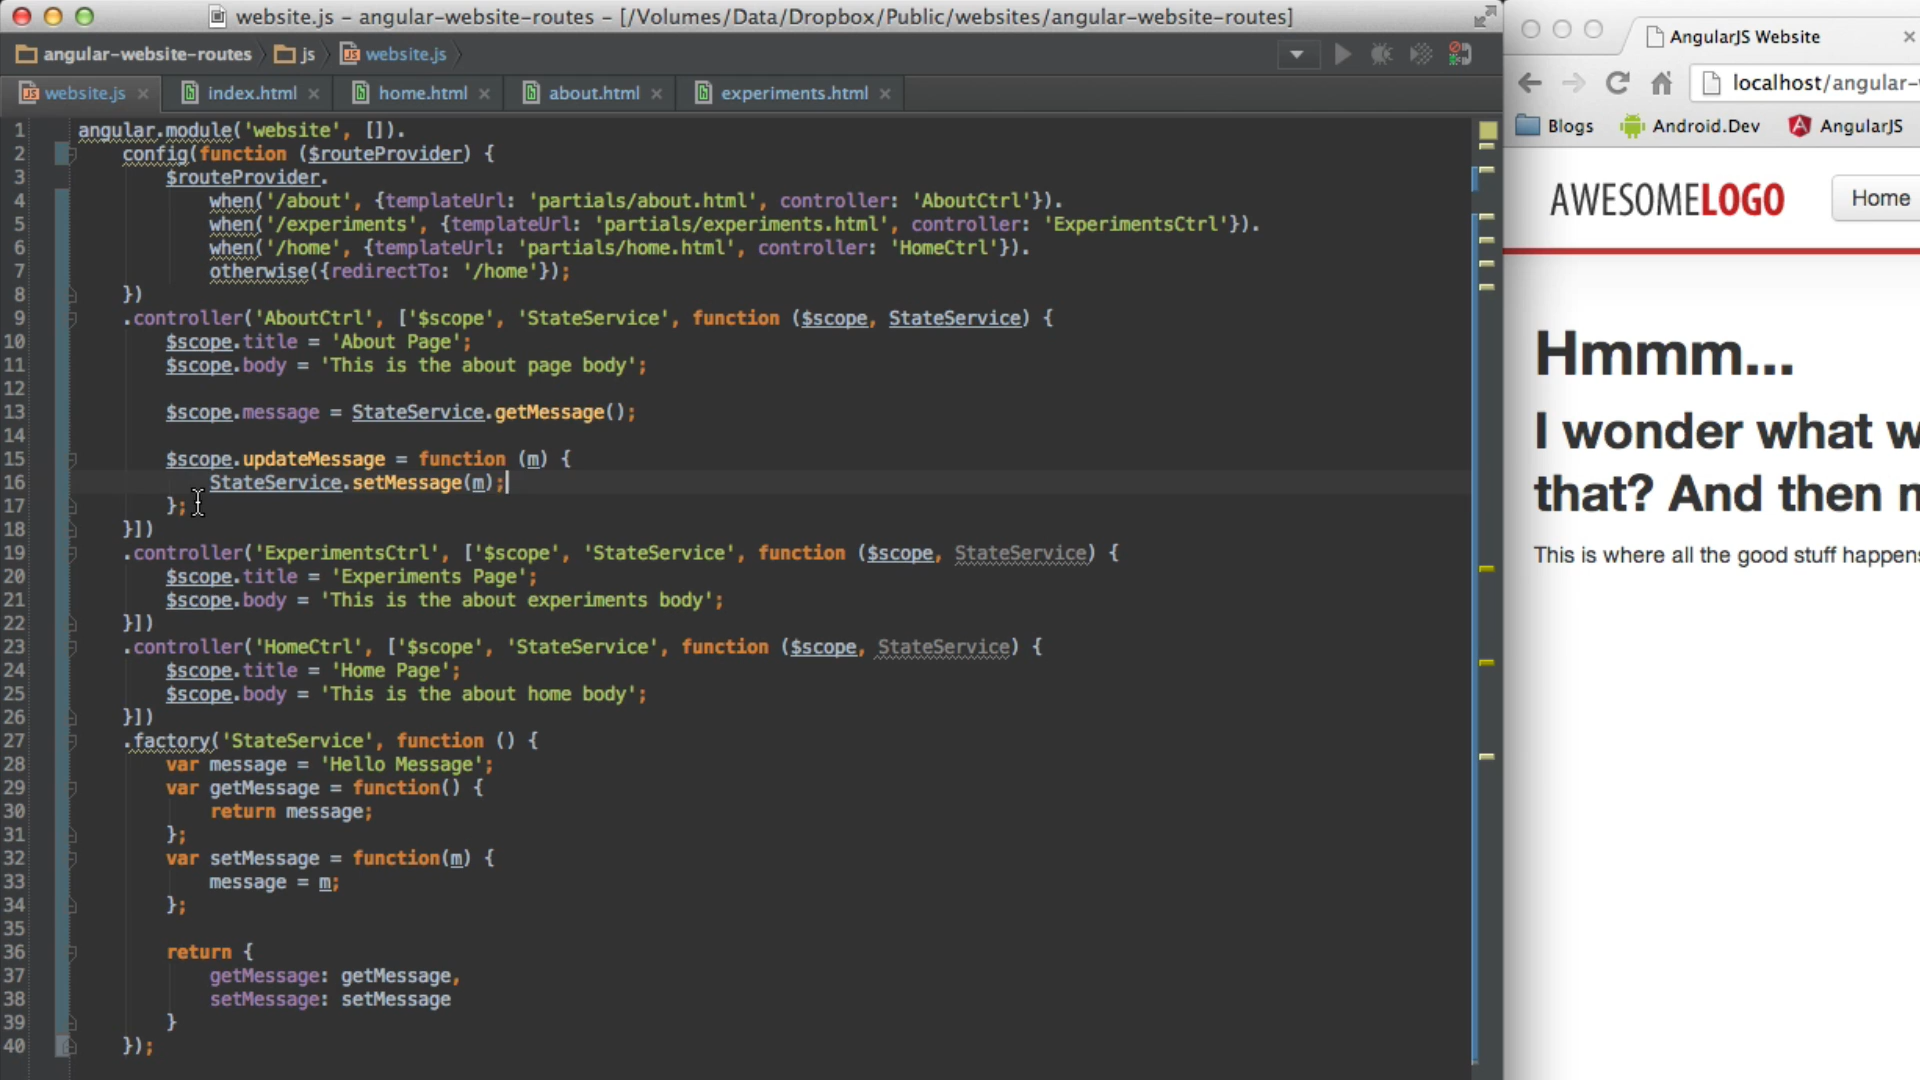 website.js – angular-website-routes – [/Volumes/Data/Dropbox/Public/websites/angular-website-routes]
angular-website-routes js website.js
website.js index.html home.html about.html experiments.html
1 angular.module('website', []).
2 config(function ($routeProvider) {
3 $routeProvider.
4 when('/about', {templateUrl: 'partials/about.html', controller: 'AboutCtrl'}).
5 when('/experiments', {templateUrl: 'partials/experiments.html', controller: 'ExperimentsCtrl'}).
6 when('/home', {templateUrl: 'partials/home.html', controller: 'HomeCtrl'}).
7 otherwise({redirectTo: '/home'});
8 })
9 .controller('AboutCtrl', ['$scope', 'StateService', function ($scope, StateService) {
10 $scope.title = 'About Page';
11 $scope.body = 'This is the about page body';
12
13 $scope.message = StateService.getMessage();
14
15 $scope.updateMessage = function (m) {
16 StateService.setMessage(m);
17 };
18 }])
19 .controller('ExperimentsCtrl', ['$scope', 'StateService', function ($scope, StateService) {
20 $scope.title = 'Experiments Page';
21 $scope.body = 'This is the about experiments body';
22 }])
23 .controller('HomeCtrl', ['$scope', 'StateService', function ($scope, StateService) {
24 $scope.title = 'Home Page';
25 $scope.body = 'This is the about home body';
26 }])
27 .factory('StateService', function () {
28 var message = 'Hello Message';
29 var getMessage = function() {
30 return message;
31 };
32 var setMessage = function(m) {
33 message = m;
34 };
35
36 return {
37 getMessage: getMessage,
38 setMessage: setMessage
39 }
40 });
AngularJS Website
localhost/angular-
Blogs Android.Dev AngularJS
AWESOMELOGO Home
Hmmm...
I wonder what w
that? And then
This is where all the good stuff happens